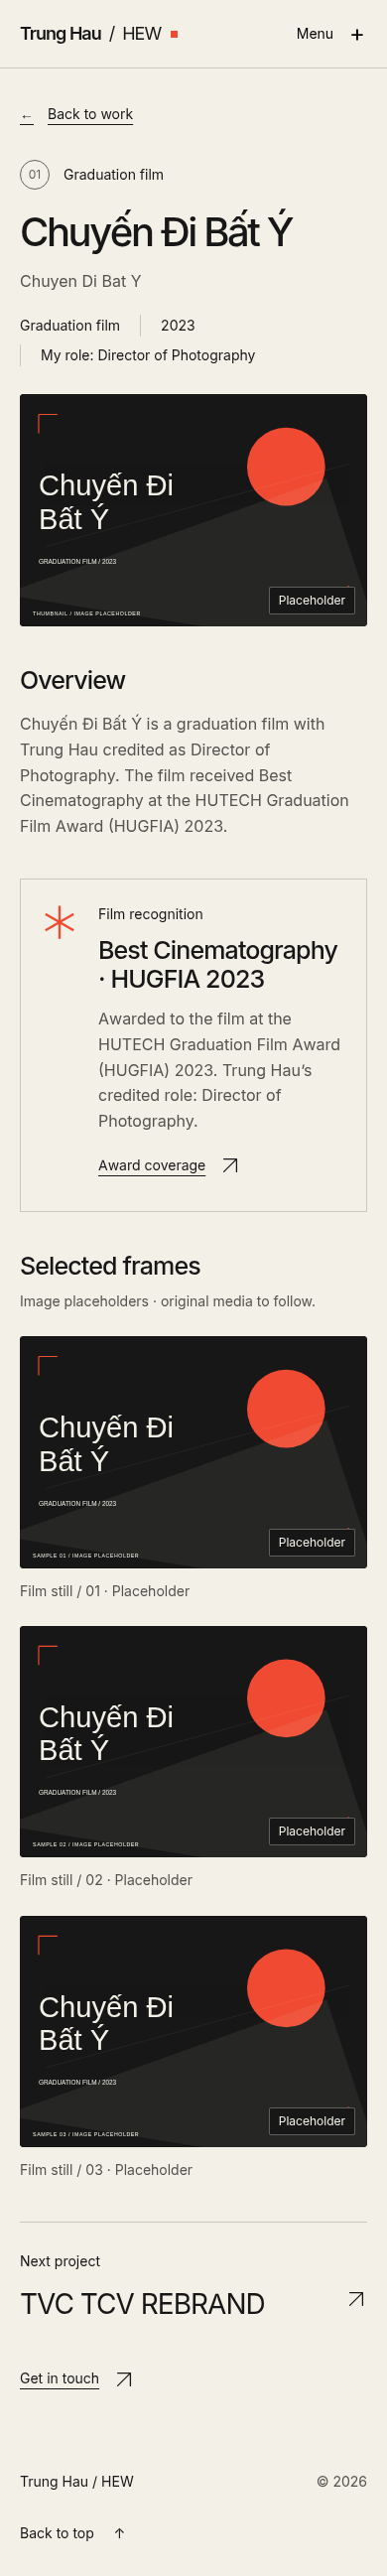 Trung Hau / HEW
Menu +
← Back to work
01 Graduation film
Chuyến Đi Bất Ý
Chuyen Di Bat Y
Graduation film
2023
My role: Director of Photography
Chuyến Đi
Bất Ý
GRADUATION FILM / 2023
Placeholder
THUMBNAIL / IMAGE PLACEHOLDER
Overview
Chuyến Đi Bất Ý is a graduation film with
Trung Hau credited as Director of
Photography. The film received Best
Cinematography at the HUTECH Graduation
Film Award (HUGFIA) 2023.
Film recognition
Best Cinematography
· HUGFIA 2023
Awarded to the film at the
HUTECH Graduation Film Award
(HUGFIA) 2023. Trung Hau’s
credited role: Director of
Photography.
Award coverage
Selected frames
Image placeholders · original media to follow.
Chuyến Đi
Bất Ý
GRADUATION FILM / 2023
Placeholder
SAMPLE 01 / IMAGE PLACEHOLDER
Film still / 01 · Placeholder
Chuyến Đi
Bất Ý
GRADUATION FILM / 2023
Placeholder
SAMPLE 02 / IMAGE PLACEHOLDER
Film still / 02 · Placeholder
Chuyến Đi
Bất Ý
GRADUATION FILM / 2023
Placeholder
SAMPLE 03 / IMAGE PLACEHOLDER
Film still / 03 · Placeholder
Next project
TVC TCV REBRAND
Get in touch
Trung Hau / HEW
© 2026
Back to top ↑